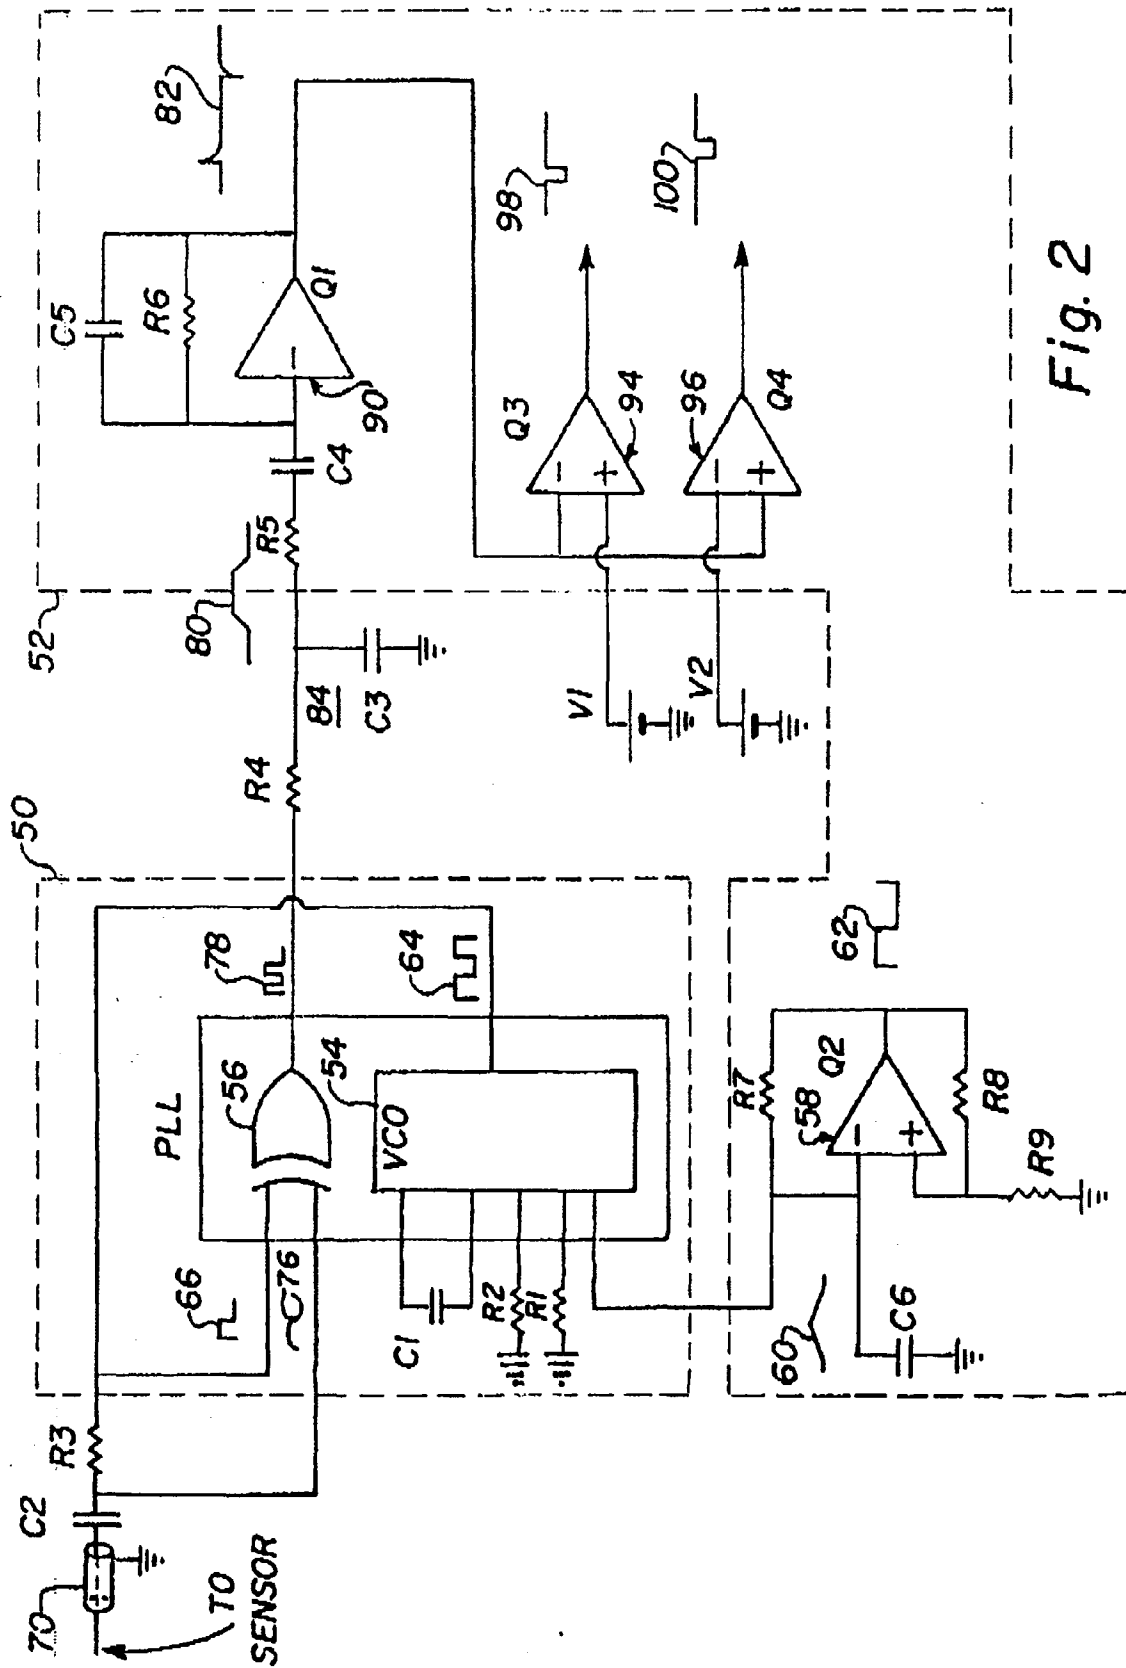 50
52
C5
82
R6
Q1
90
C4
R5
80
84
C3
R4
78
PLL
56
54
VCO
64
66
76
C2
R3
70
TO
SENSOR
C1
R2
R1
Q3
98
94
V1
100
96
Q4
V2
62
R7
Q2
58
R8
R9
60
C6
−
−
+
−
+
−
+
Fig. 2